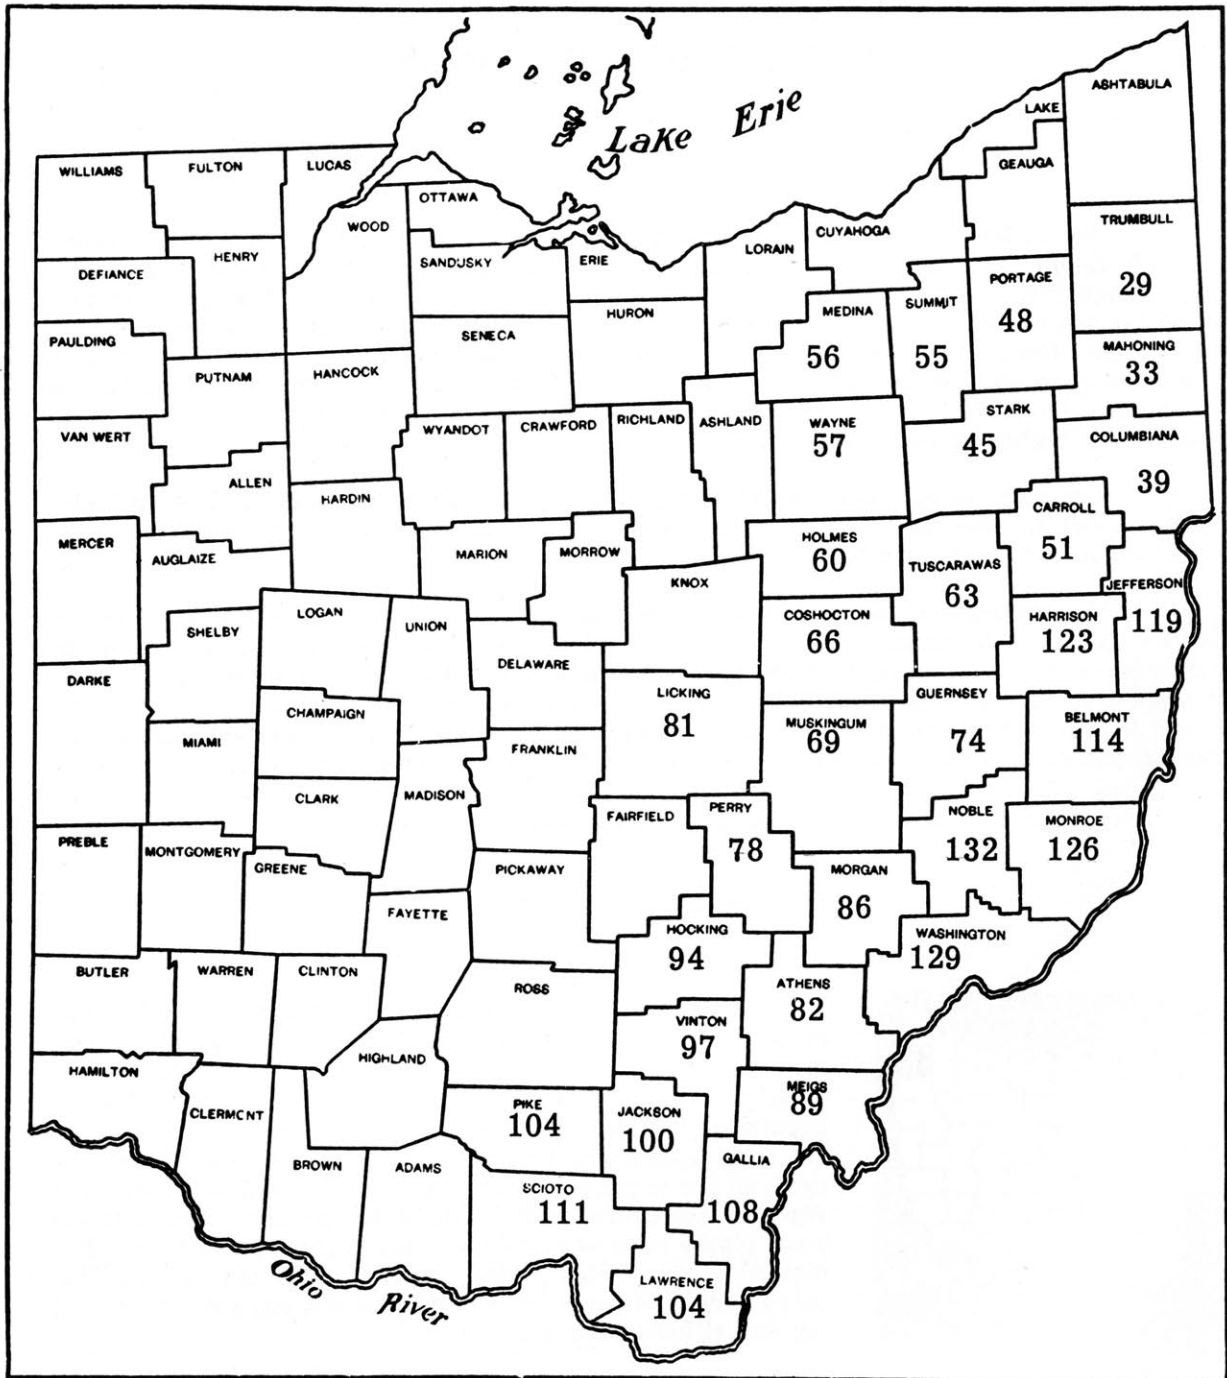 Lake Erie
ASHTABULA
LAKE
GEAUGA
WILLIAMS
FULTON
LUCAS
OTTAWA
WOOD
CUYAHOGA
TRUMBULL
29
HENRY
DEFIANCE
SANDUSKY
ERIE
LORAIN
PORTAGE
48
SUMMIT
55
MEDINA
56
HURON
SENECA
PAULDING
MAHONING
33
PUTNAM
HANCOCK
STARK
45
WYANDOT
CRAWFORD
RICHLAND
ASHLAND
WAYNE
57
VAN WERT
COLUMBIANA
39
ALLEN
HARDIN
CARROLL
51
MERCER
AUGLAIZE
MARION
MORROW
HOLMES
60
TUSCARAWAS
63
JEFFERSON
119
KNOX
LOGAN
UNION
COSHOCTON
66
HARRISON
123
SHELBY
DELAWARE
DARKE
LICKING
81
GUERNSEY
74
CHAMPAIGN
MUSKINGUM
69
BELMONT
114
MIAMI
FRANKLIN
CLARK
MADISON
FAIRFIELD
PERRY
78
NOBLE
132
MONROE
126
PREBLE
MONTGOMERY
GREENE
PICKAWAY
MORGAN
86
FAYETTE
HOCKING
94
WASHINGTON
129
BUTLER
WARREN
CLINTON
ROSS
ATHENS
82
VINTON
97
HIGHLAND
HAMILTON
MEIGS
89
CLERMONT
PIKE
104
JACKSON
100
BROWN
ADAMS
GALLIA
108
SCIOTO
111
LAWRENCE
104
Ohio River